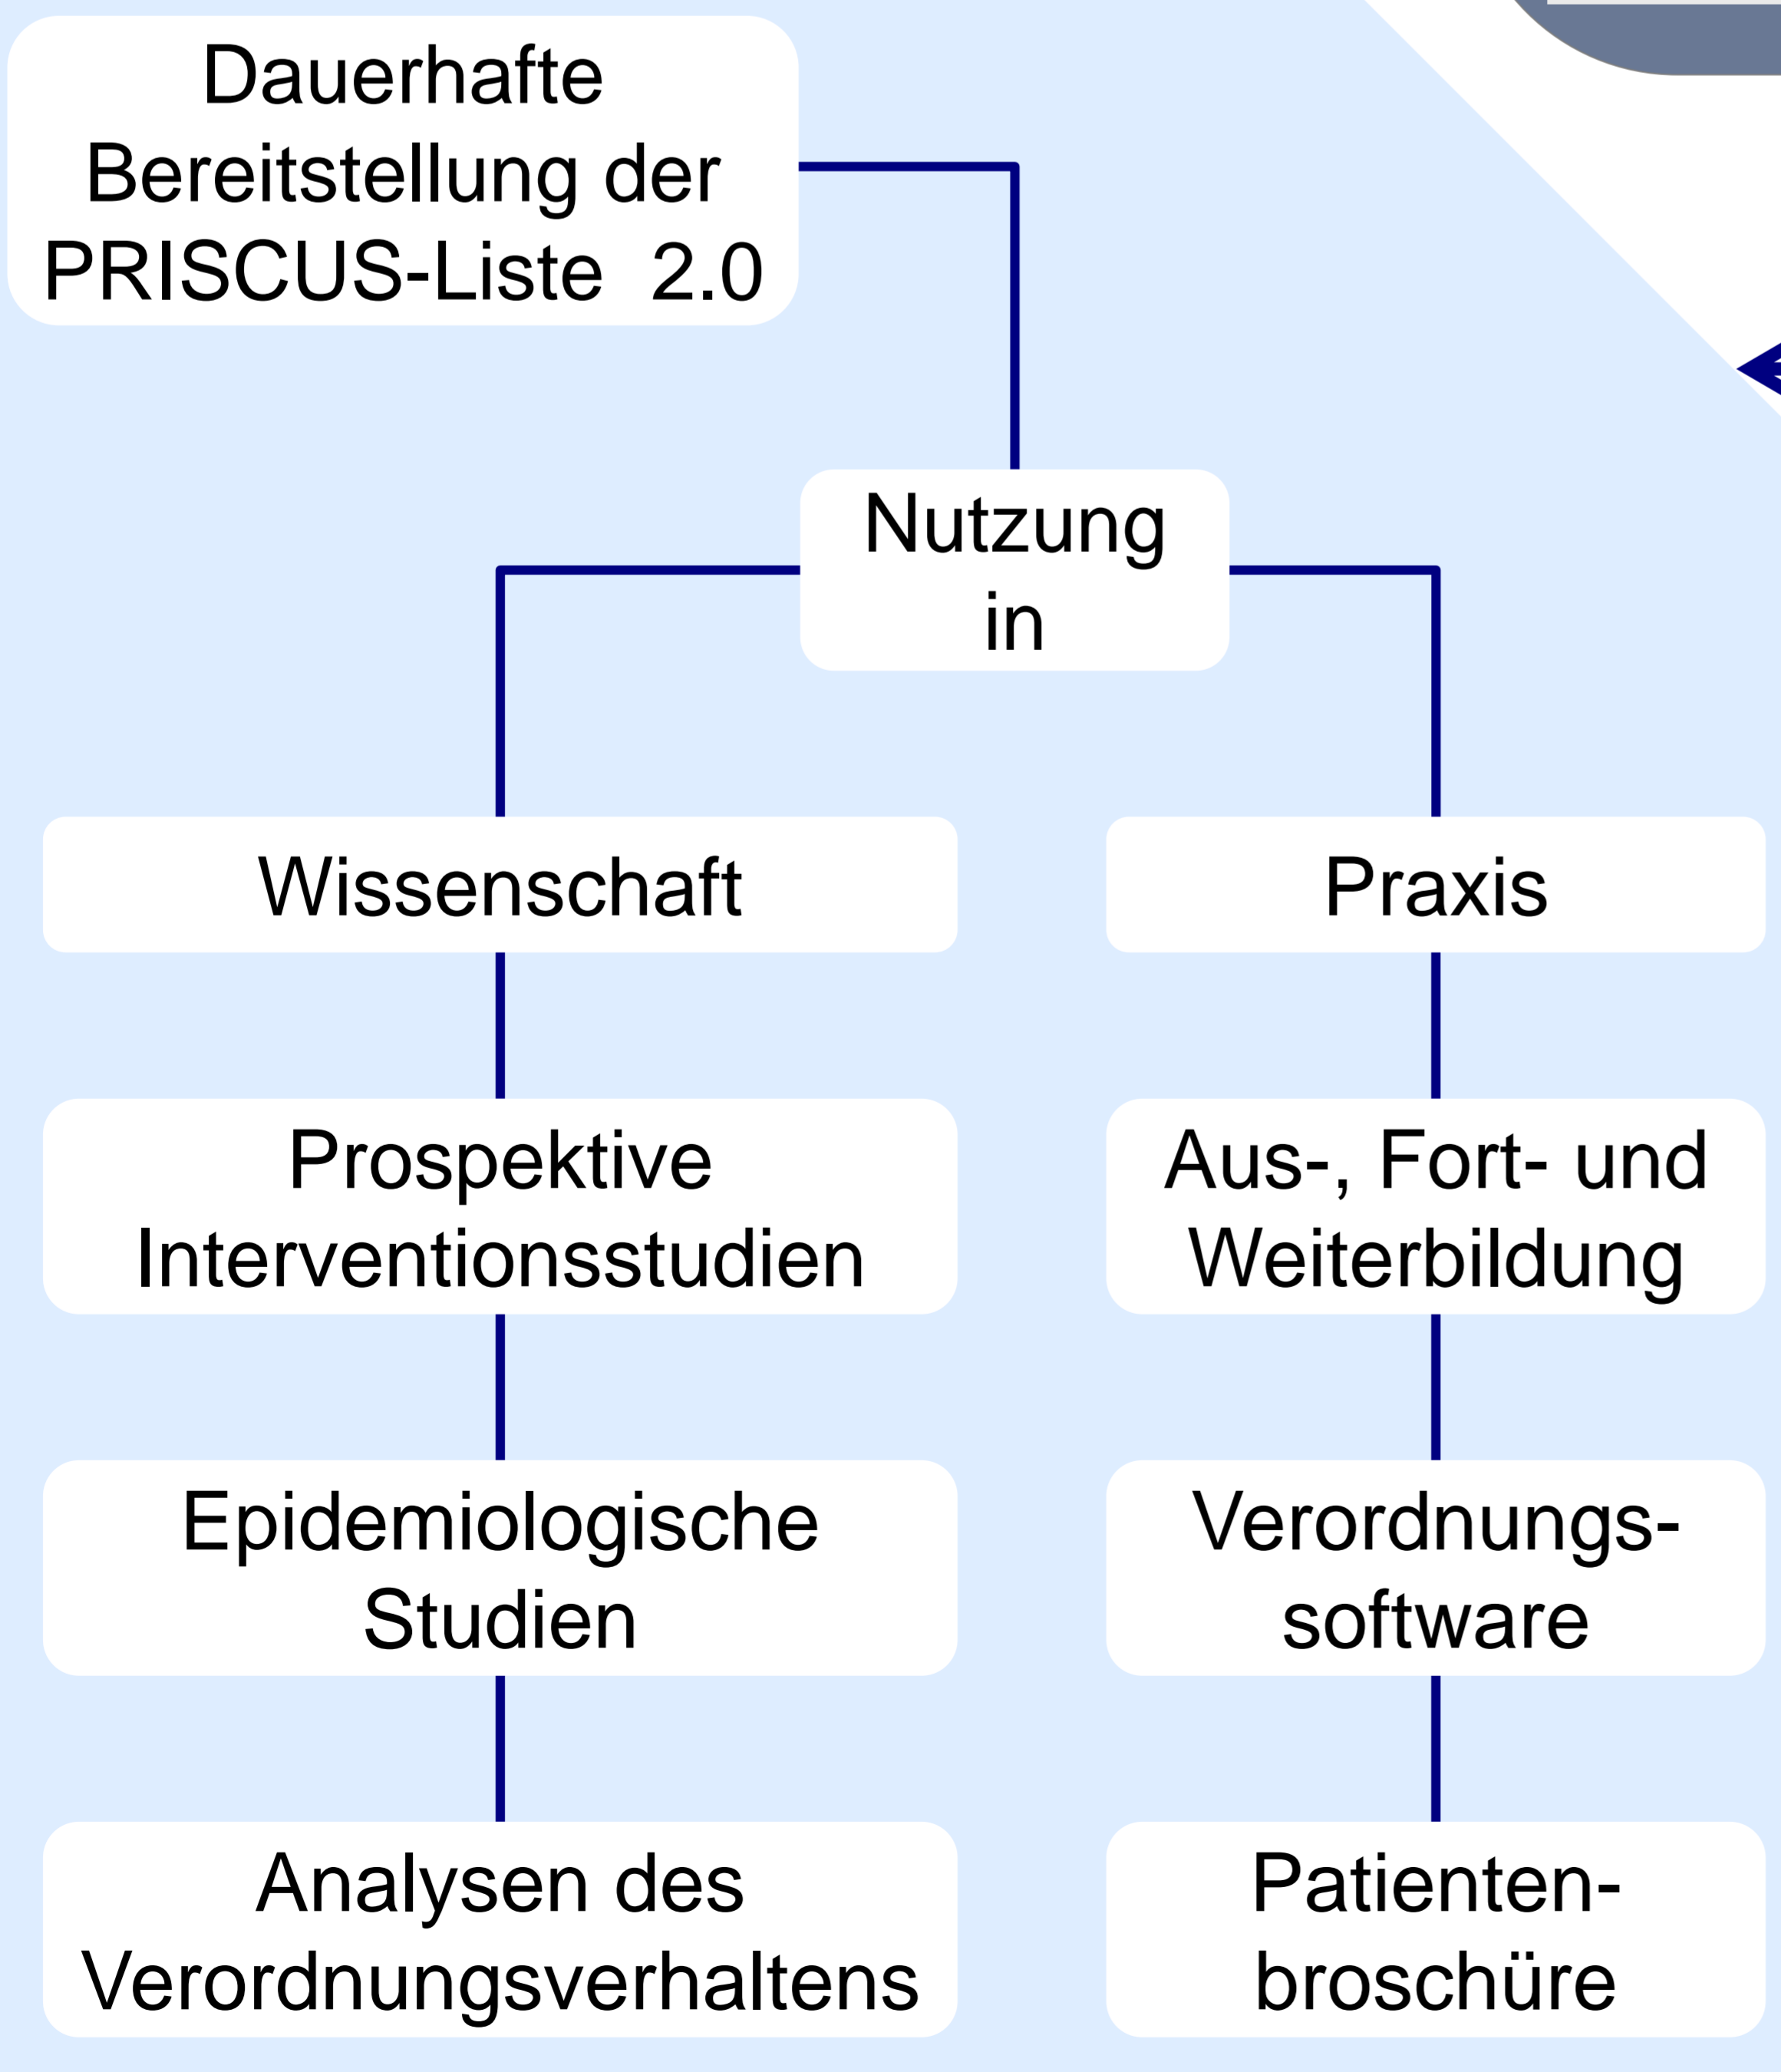 Dauerhafte
Bereitstellung der
PRISCUS-Liste 2.0
Nutzung
in
Wissenschaft
Praxis
Prospektive
Interventionsstudien
Aus-, Fort- und
Weiterbildung
Epidemiologische
Studien
Verordnungs-
software
Analysen des
Verordnungsverhaltens
Patienten-
broschüre